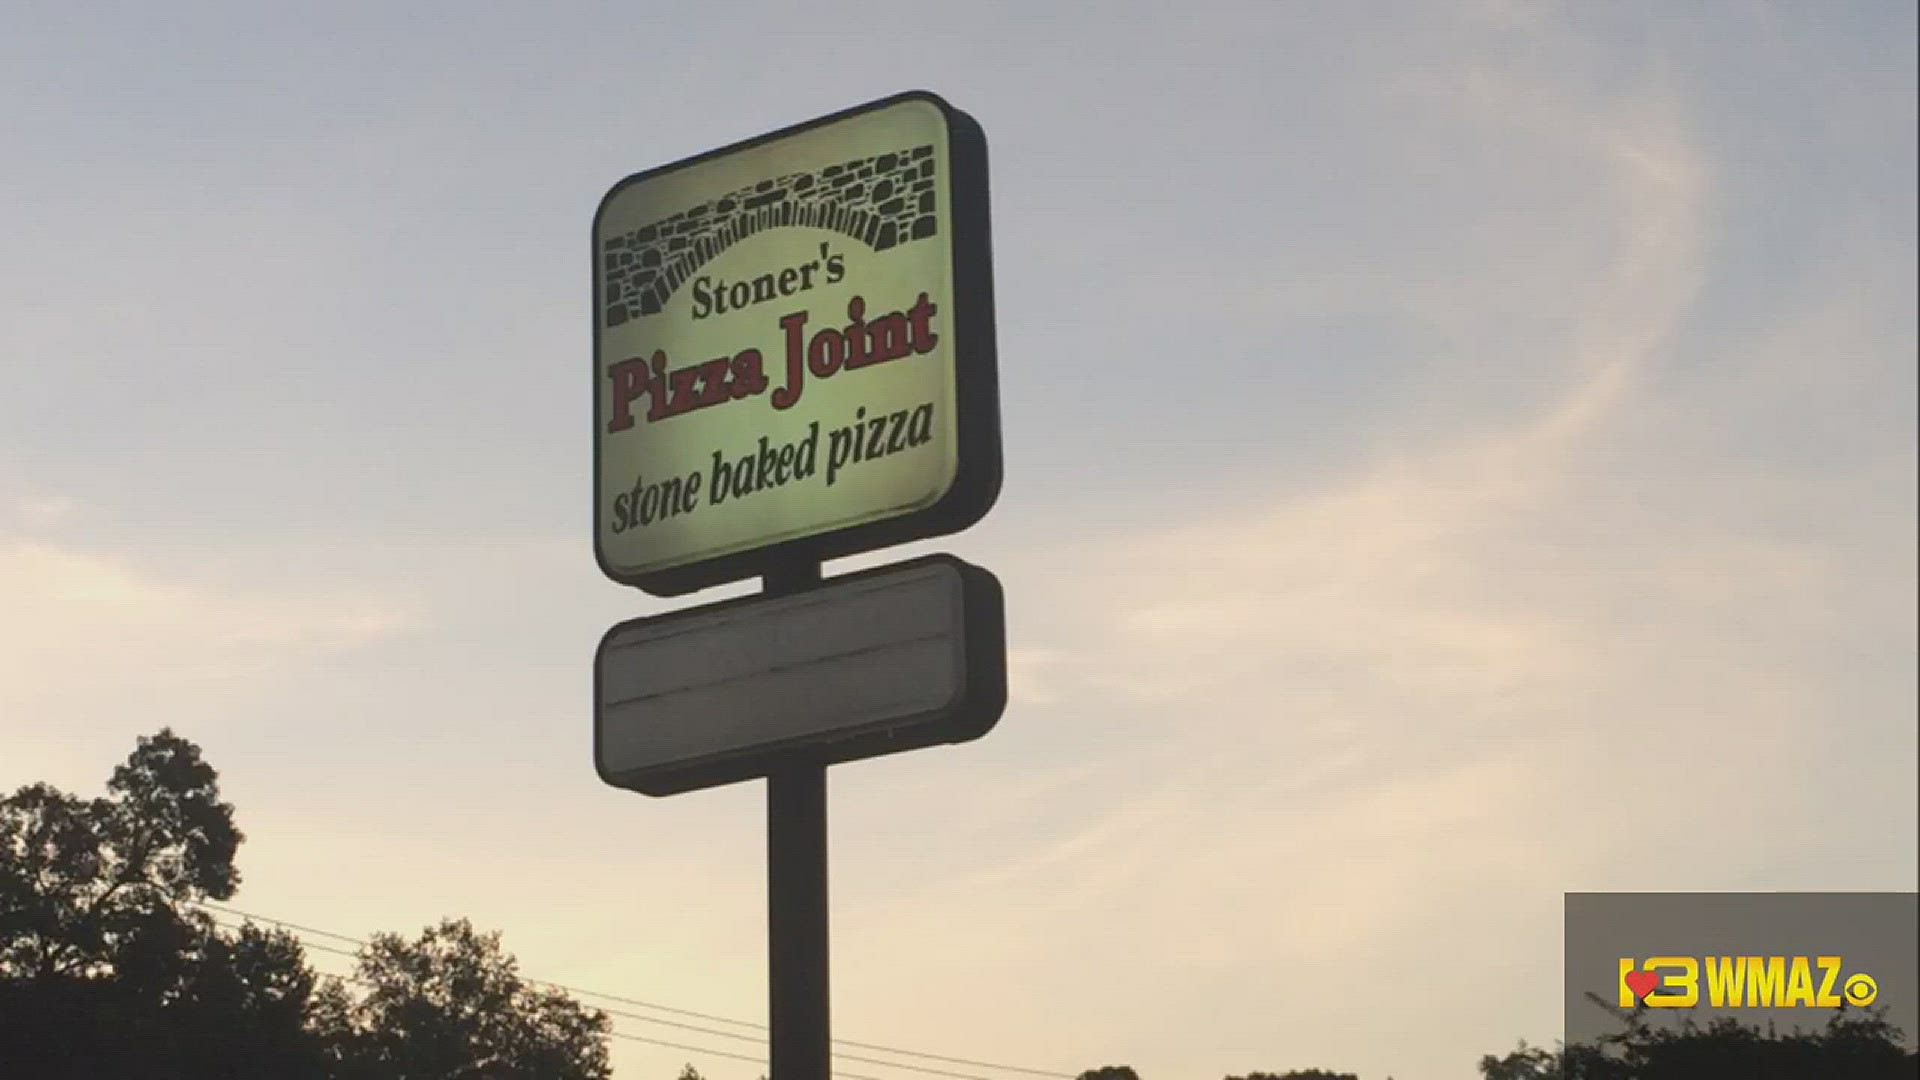 Stoner's
Pizza Joint
stone baked pizza
13 WMAZ